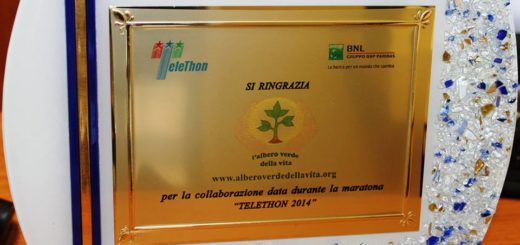 TeleThon
BNL
GRUPPO BNP PARIBAS
La banca per un mondo che cambia
SI RINGRAZIA
l'albero verde
della vita
www.alberoverdedellavita.org
per la collaborazione data durante la maratona
"TELETHON 2014"